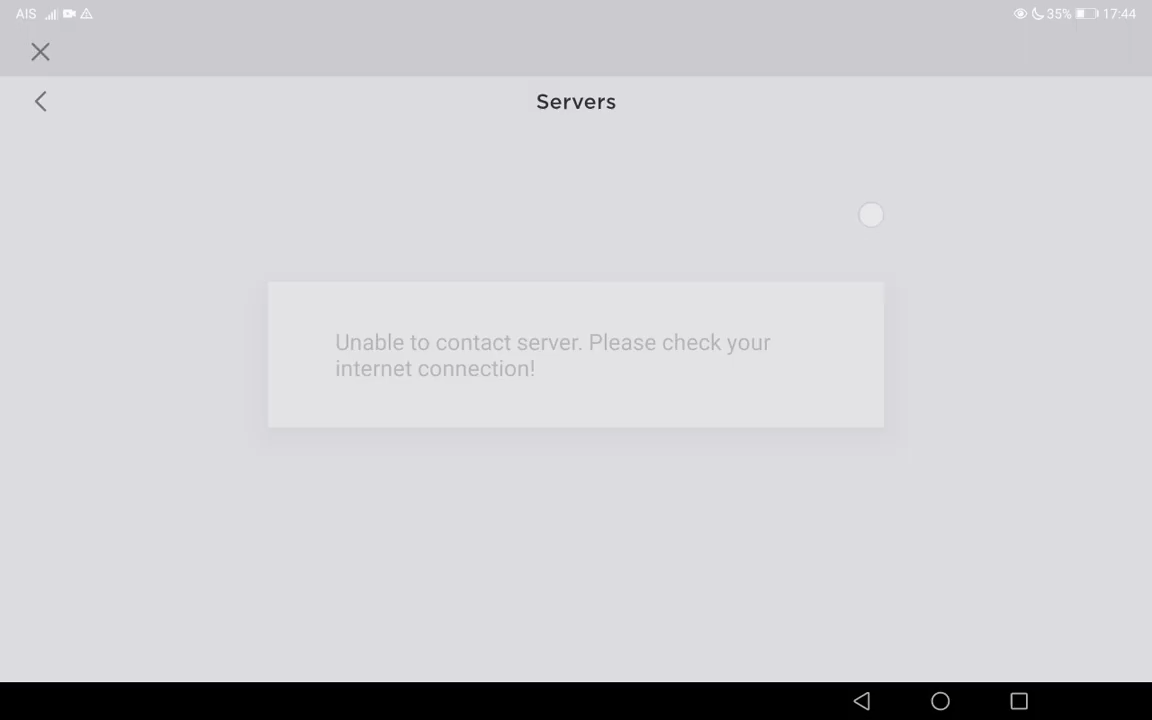 AIS 35% 17:44
Servers
Unable to contact server. Please check your
internet connection!